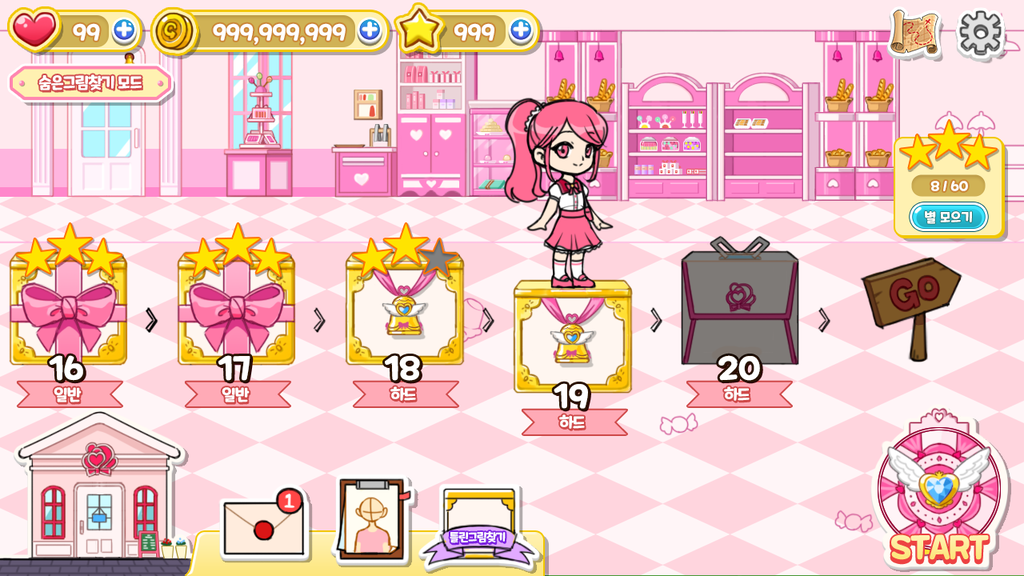 99
999,999,999
999
숨은그림찾기 모드
8/60
별 모으기
16
일반
17
일반
18
하드
19
하드
20
하드
Go
1
틀린그림찾기
START